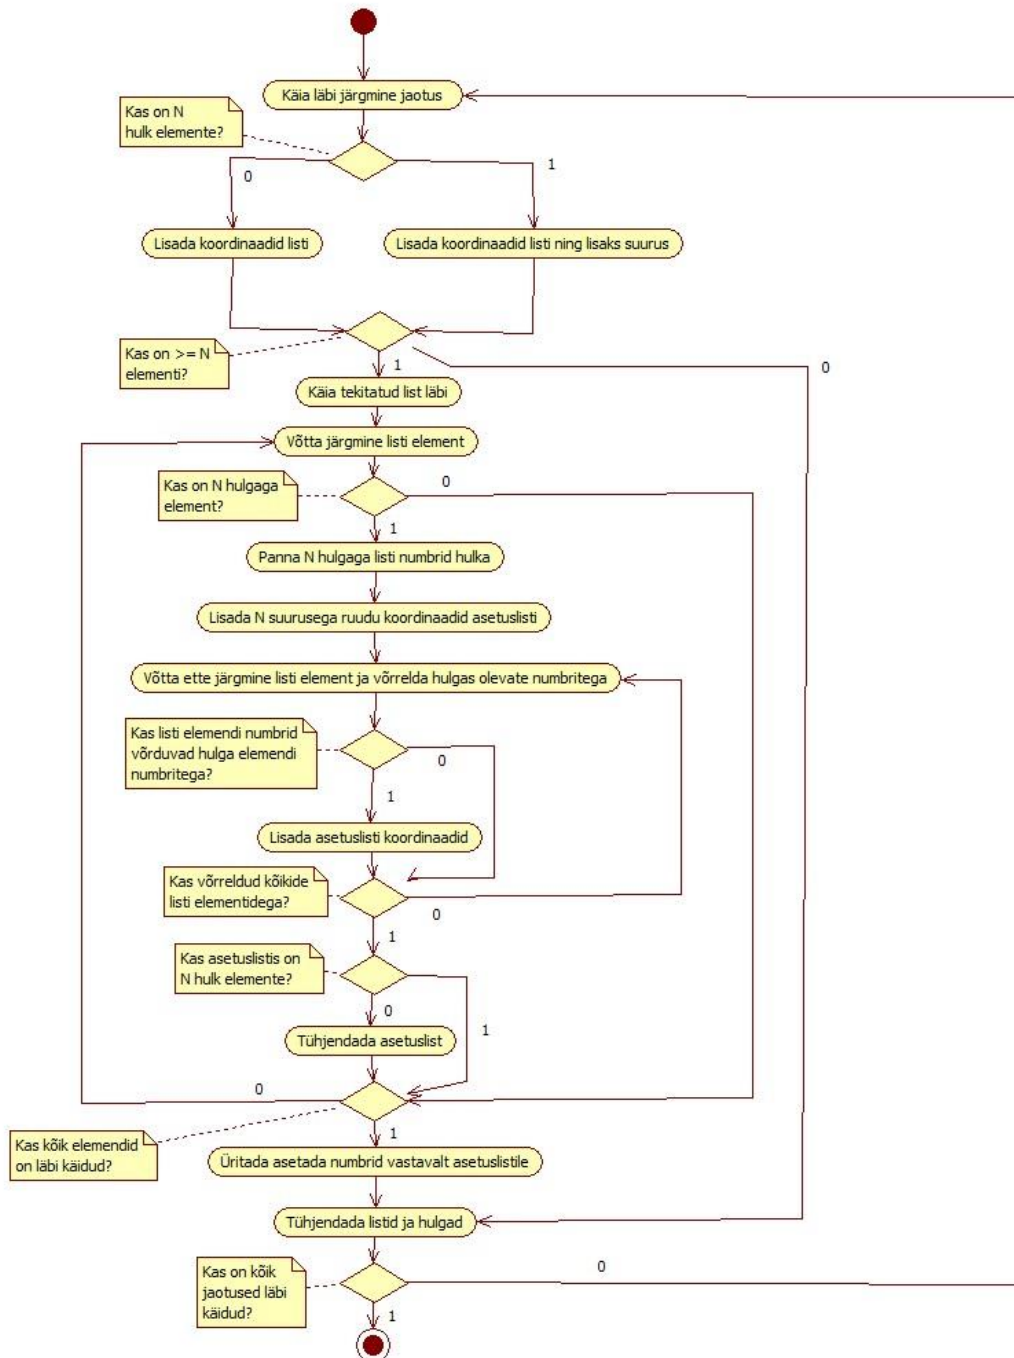 Käia läbi järgmine jaotus
Kas on N
hulk elemente?
0
1
Lisada koordinaadid listi
Lisada koordinaadid listi ning lisaks suurus
Kas on >= N
elementi?
1
0
Käia tekitatud list läbi
Võtta järgmine listi element
Kas on N hulgaga
element?
0
1
Panna N hulgaga listi numbrid hulka
Lisada N suurusega ruudu koordinaadid asetuslisti
Võtta ette järgmine listi element ja võrrelda hulgas olevate numbritega
Kas listi elemendi numbrid
võrduvad hulga elemendi
numbritega?
0
1
Lisada asetuslisti koordinaadid
Kas võrreldud kõikide
listi elementidega?
0
1
Kas asetuslistis on
N hulk elemente?
0
1
Tühjendada asetuslist
0
Kas kõik elemendid
on läbi käidud?
1
Üritada asetada numbrid vastavalt asetuslistile
Tühjendada listid ja hulgad
Kas on kõik
jaotused läbi
käidud?
0
1